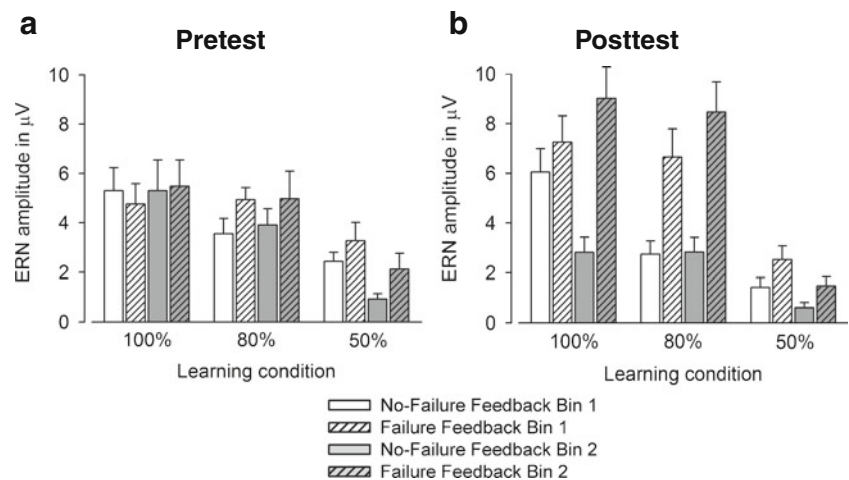 a
Pretest
10
8
6
4
2
0
ERN amplitude in µV
100% 80% 50%
Learning condition
b
Posttest
10
8
6
4
2
0
ERN amplitude in µV
100% 80% 50%
Learning condition
No-Failure Feedback Bin 1
Failure Feedback Bin 1
No-Failure Feedback Bin 2
Failure Feedback Bin 2